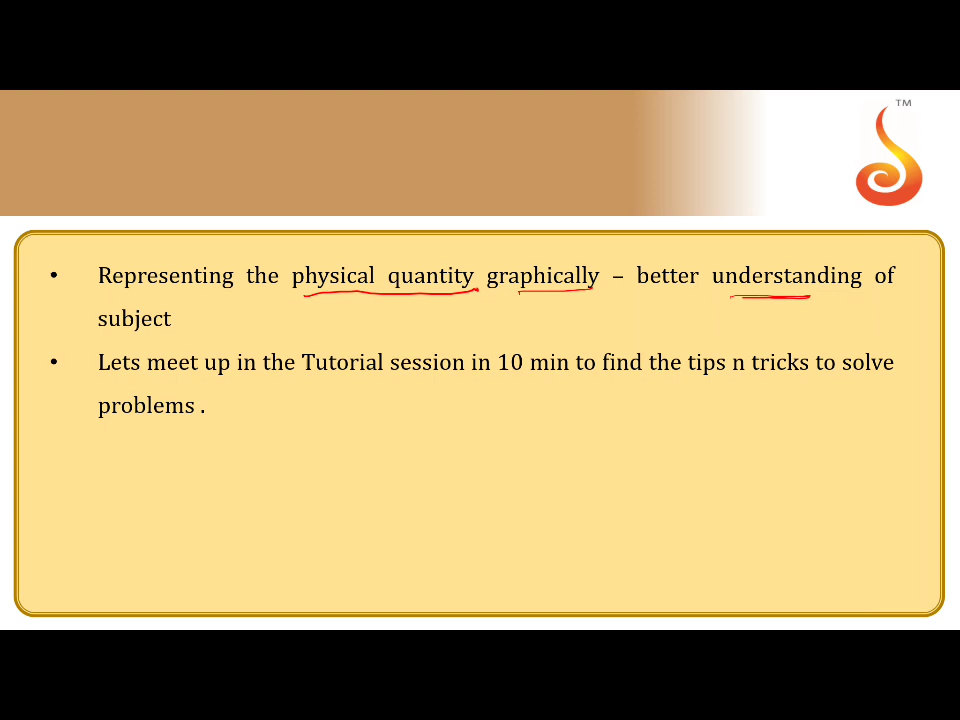 TM
• Representing the physical quantity graphically – better understanding of
subject
• Lets meet up in the Tutorial session in 10 min to find the tips n tricks to solve
problems .